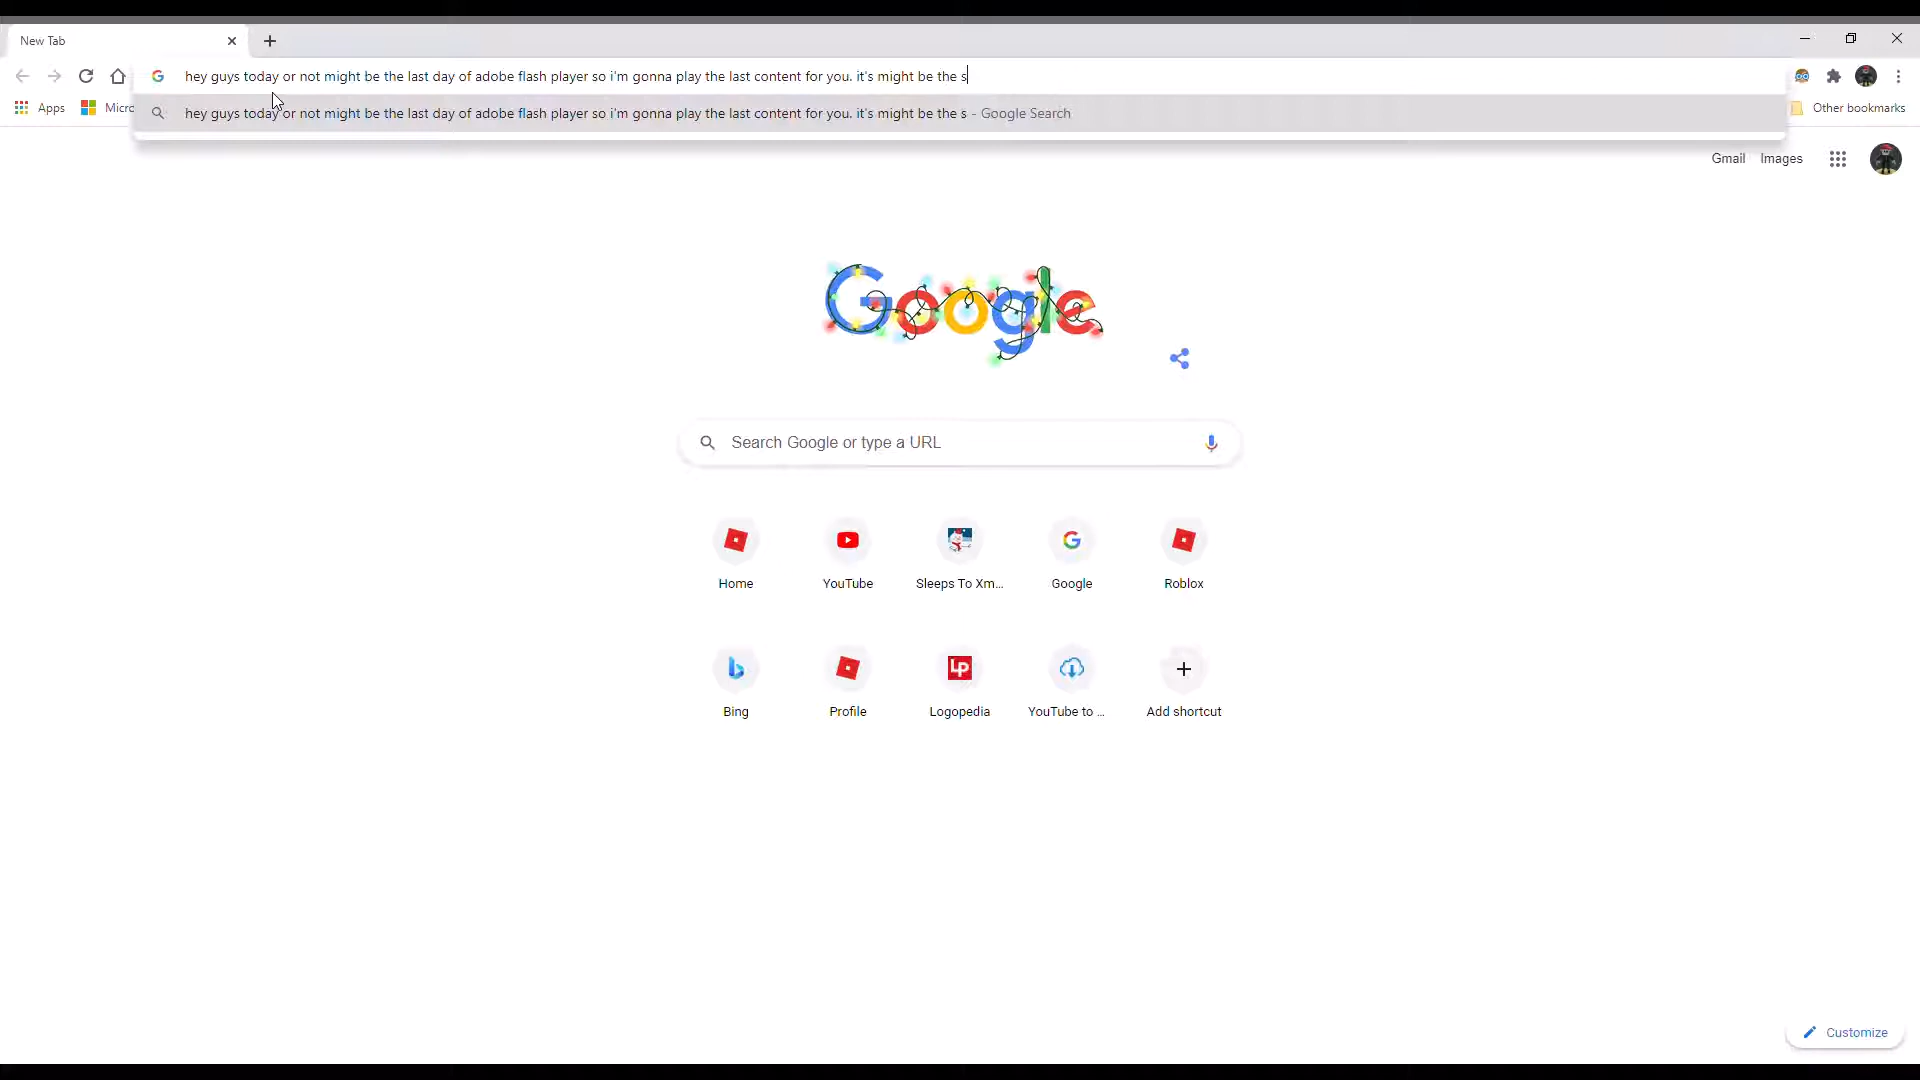 New Tab
hey guys today or not might be the last day of adobe flash player so i'm gonna play the last content for you. it's might be the s
hey guys today or not might be the last day of adobe flash player so i'm gonna play the last content for you. it's might be the s - Google Search
Apps Micro Other bookmarks
Gmail Images
Google
Search Google or type a URL
Home YouTube Sleeps To Xm... Google Roblox
LP
Bing Profile Logopedia YouTube to ... Add shortcut
Customize